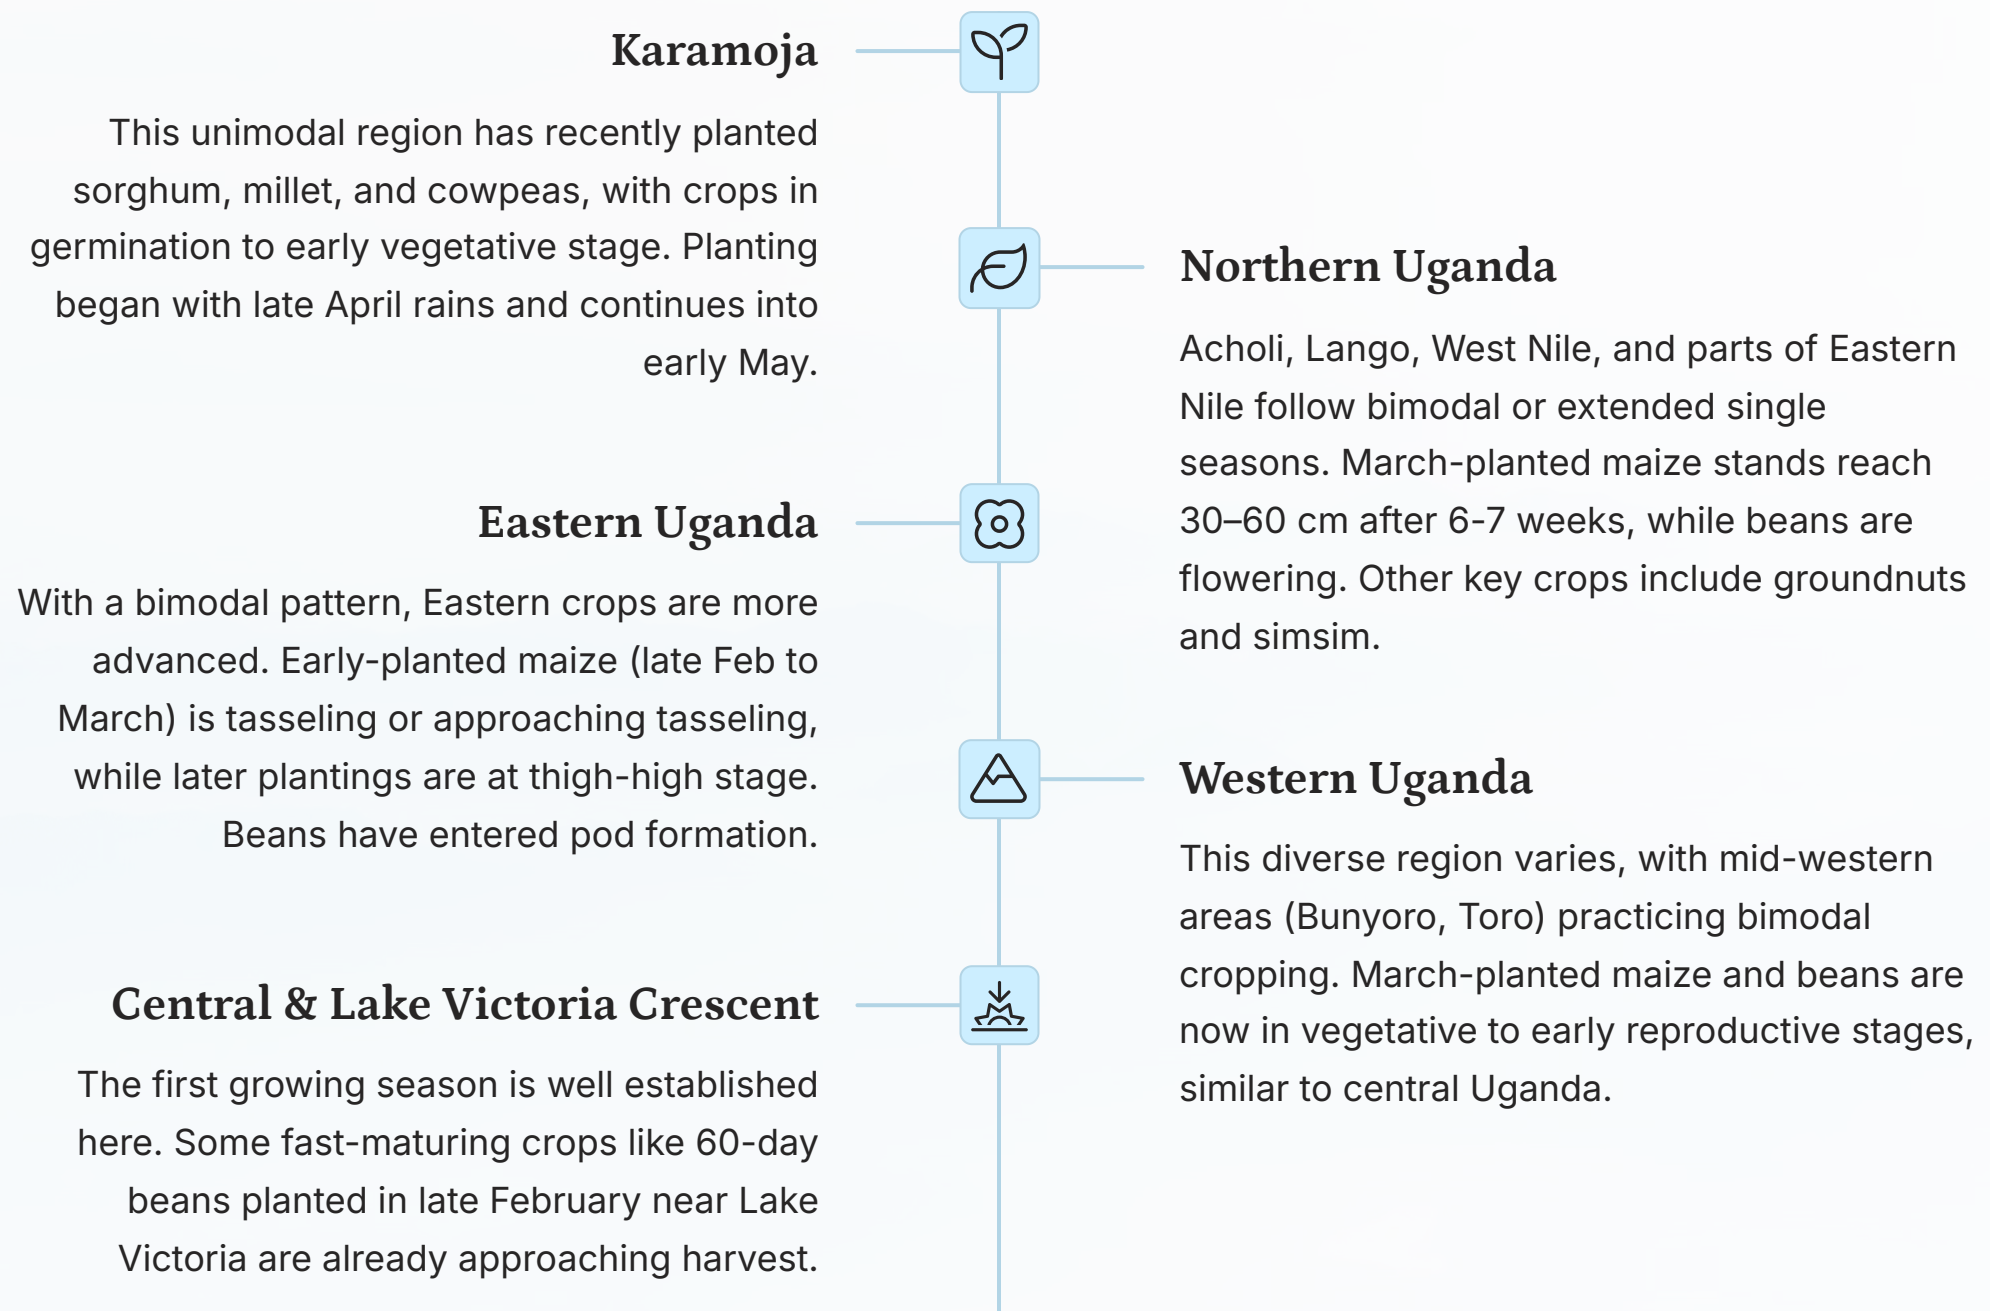 Karamoja
This unimodal region has recently planted
sorghum, millet, and cowpeas, with crops in
germination to early vegetative stage. Planting
began with late April rains and continues into
early May.
Northern Uganda
Acholi, Lango, West Nile, and parts of Eastern
Nile follow bimodal or extended single
seasons. March-planted maize stands reach
30–60 cm after 6-7 weeks, while beans are
flowering. Other key crops include groundnuts
and simsim.
Eastern Uganda
With a bimodal pattern, Eastern crops are more
advanced. Early-planted maize (late Feb to
March) is tasseling or approaching tasseling,
while later plantings are at thigh-high stage.
Beans have entered pod formation.
Western Uganda
This diverse region varies, with mid-western
areas (Bunyoro, Toro) practicing bimodal
cropping. March-planted maize and beans are
now in vegetative to early reproductive stages,
similar to central Uganda.
Central & Lake Victoria Crescent
The first growing season is well established
here. Some fast-maturing crops like 60-day
beans planted in late February near Lake
Victoria are already approaching harvest.